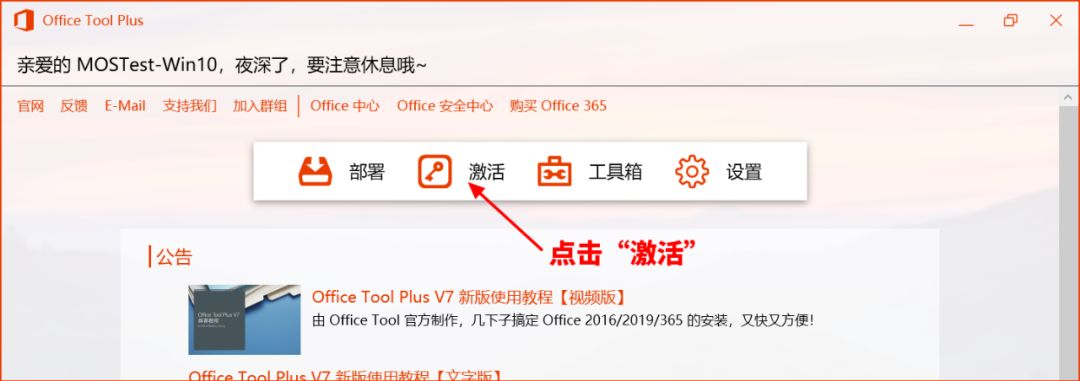 Office Tool Plus
亲爱的 MOSTest-Win10，夜深了，要注意休息哦~
官网 反馈 E-Mail 支持我们 加入群组 Office 中心 Office 安全中心 购买 Office 365
部署 激活 工具箱 设置
点击“激活”
公告
Office Tool Plus V7
Office Tool Plus V7 新版使用教程【视频版】
由 Office Tool 官方制作，几下子搞定 Office 2016/2019/365 的安装，又快又方便！
Office Tool Plus V7 新版使用教程【文字版】